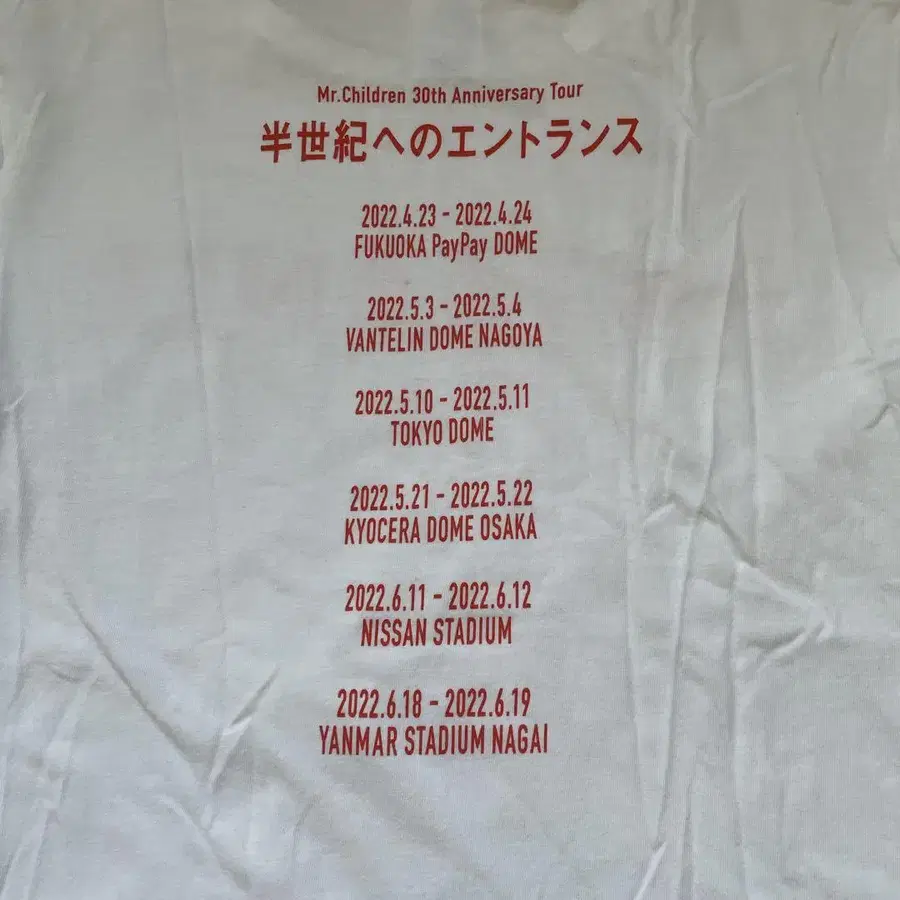 Mr.Children 30th Anniversary Tour
半世紀へのエントランス
2022.4.23 - 2022.4.24
FUKUOKA PayPay DOME
2022.5.3 - 2022.5.4
VANTELIN DOME NAGOYA
2022.5.10 - 2022.5.11
TOKYO DOME
2022.5.21 - 2022.5.22
KYOCERA DOME OSAKA
2022.6.11 - 2022.6.12
NISSAN STADIUM
2022.6.18 - 2022.6.19
YANMAR STADIUM NAGAI